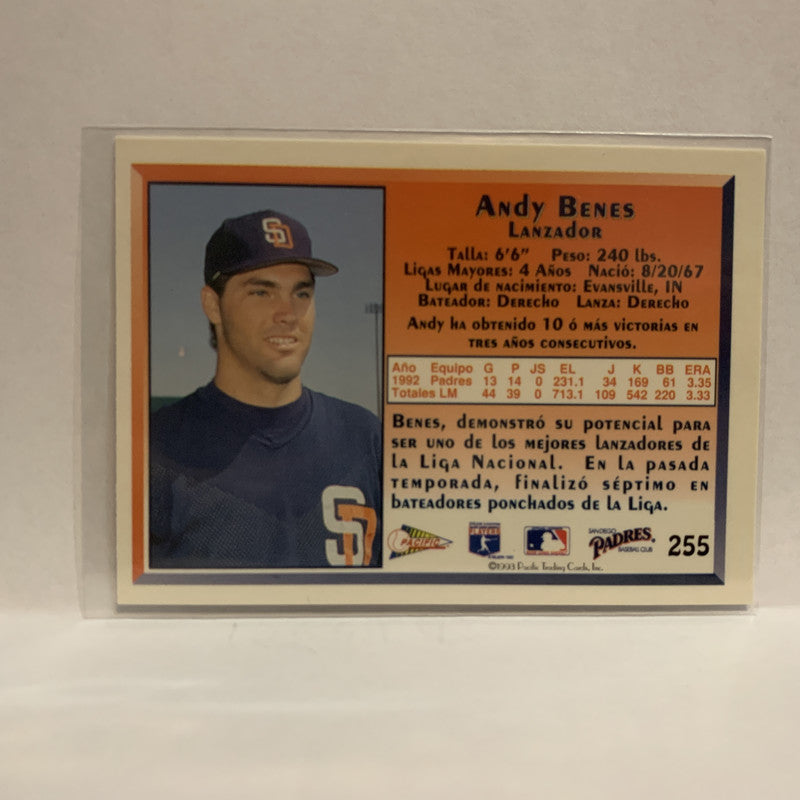 Andy Benes
Lanzador
Talla: 6'6" Peso: 240 lbs.
Ligas Mayores: 4 Años Nació: 8/20/67
Lugar de nacimiento: Evansville, IN
Bateador: Derecho Lanza: Derecho
Andy ha obtenido 10 ó más victorias en
tres años consecutivos.
Año Equipo G P JS EL J K BB ERA
1992 Padres 13 14 0 231.1 34 169 61 3.35
Totales LM 44 39 0 713.1 109 542 220 3.33
Benes, demonstró su potencial para
ser uno de los mejores lanzadores de
la Liga Nacional. En la pasada
temporada, finalizó séptimo en
bateadores ponchados de la Liga.
SD
SD
PACIFIC
PLAYERS
SAN DIEGO
PADRES
BASEBALL CLUB
255
©1993 Pacific Trading Cards, Inc.